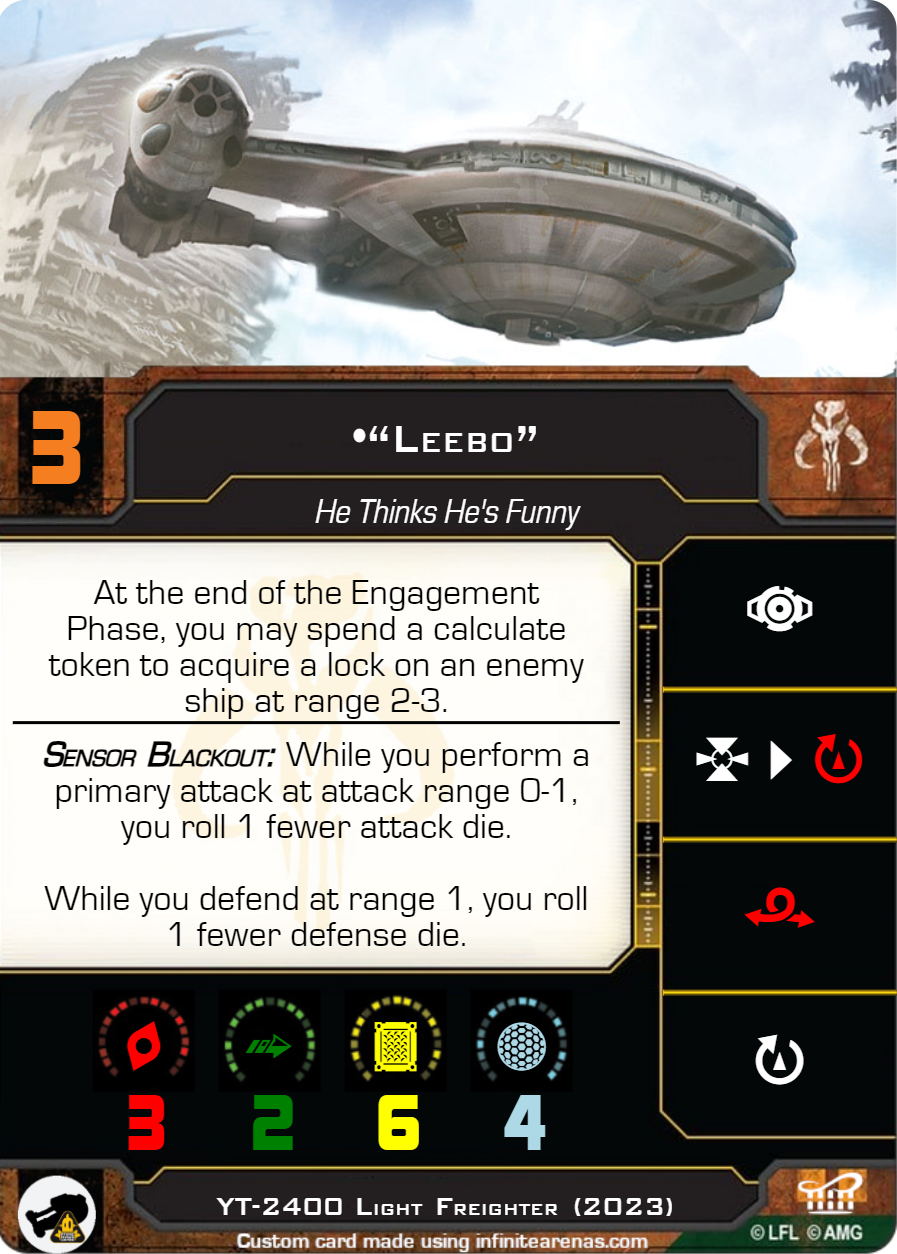 3
•“Leebo”
He Thinks He's Funny
At the end of the Engagement
Phase, you may spend a calculate
token to acquire a lock on an enemy
ship at range 2-3.
Sensor Blackout: While you perform a
primary attack at attack range 0-1,
you roll 1 fewer attack die.
While you defend at range 1, you roll
1 fewer defense die.
3 2 6 4
YT-2400 Light Freighter (2023)
©LFL ©AMG
Custom card made using infinitearenas.com